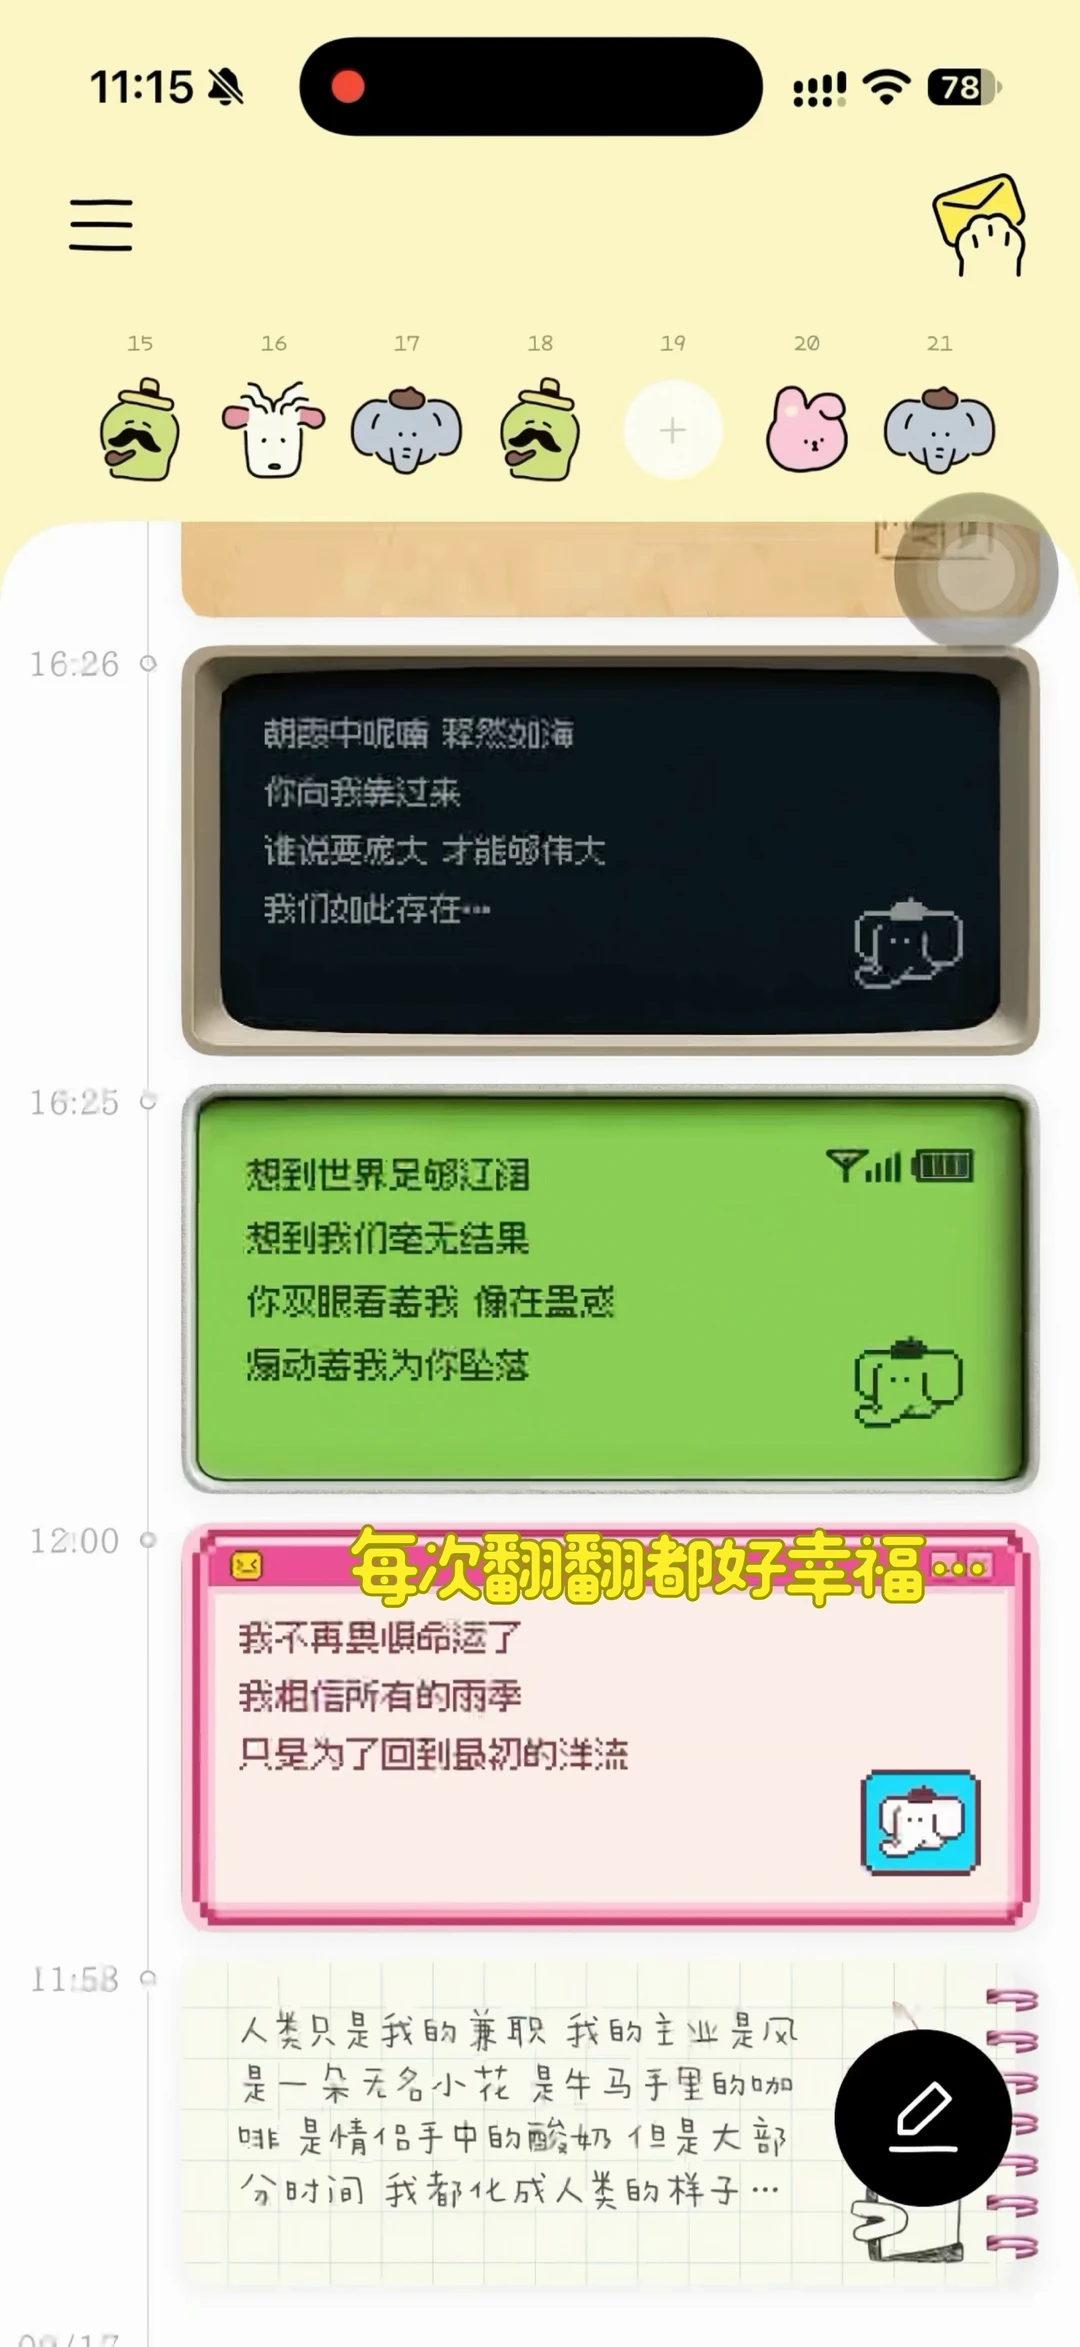 11:15
78
15 16 17 18 19 20 21
16:26
胡霞中呢喃 释然如海
你向我靠过来
谁说要庞大 才能够伟大
我们如此存在…
16:25
想到世界足够辽阔
想到我们毫无结果
你双眼看着我 像在蛊惑
煽动着我为你坠落
12:00
每次翻翻都好幸福…
我不再畏惧命运了
我相信所有的雨季
只是为了回到最初的洋流
11:58
人类只是我的兼职 我的主业是风
是一朵无名小花 是牛马手里的咖
啡 是情侣手中的酸奶 但是大部
分时间 我都化成人类的样子…